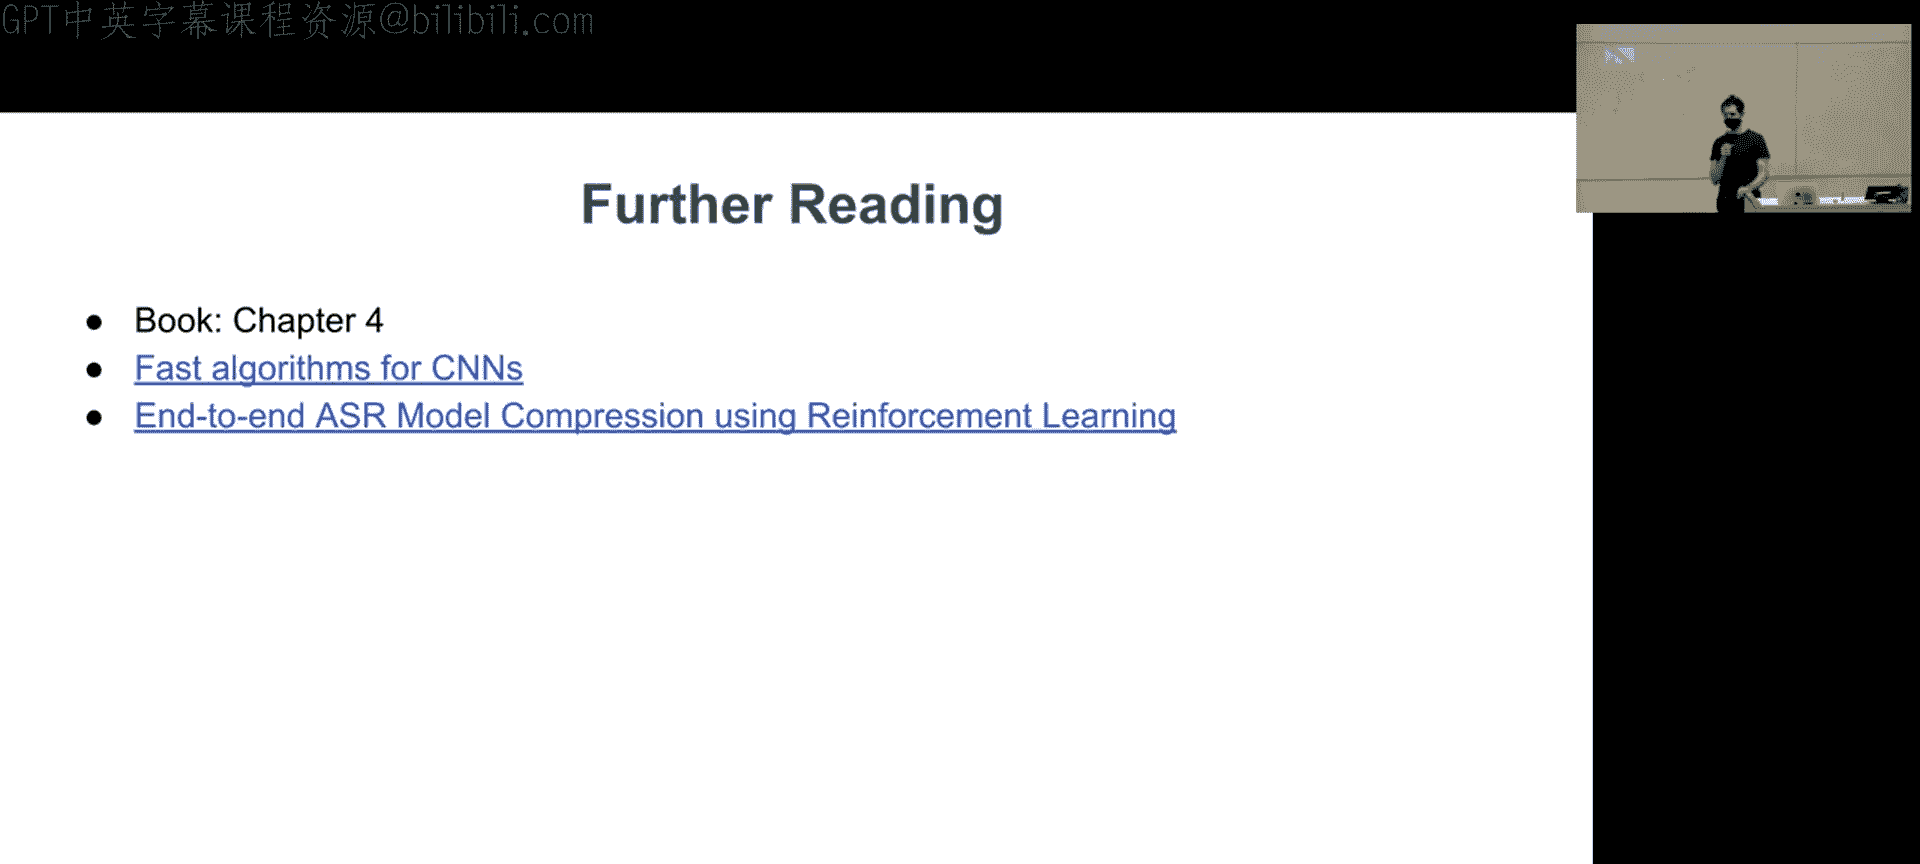 GPT中英字幕课程资源@bilibili.com
Further Reading
● Book: Chapter 4
● Fast algorithms for CNNs
● End-to-end ASR Model Compression using Reinforcement Learning